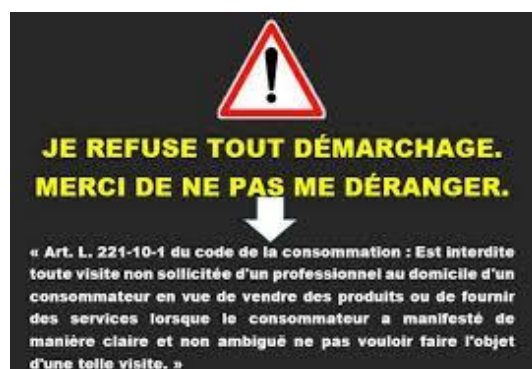 JE REFUSE TOUT DÉMARCHAGE.
MERCI DE NE PAS ME DÉRANGER.
« Art. L. 221-10-1 du code de la consommation : Est interdite
toute visite non sollicitée d'un professionnel au domicile d'un
consommateur en vue de vendre des produits ou de fournir
des services lorsque le consommateur a manifesté de
manière claire et non ambiguë ne pas vouloir faire l'objet
d'une telle visite. »